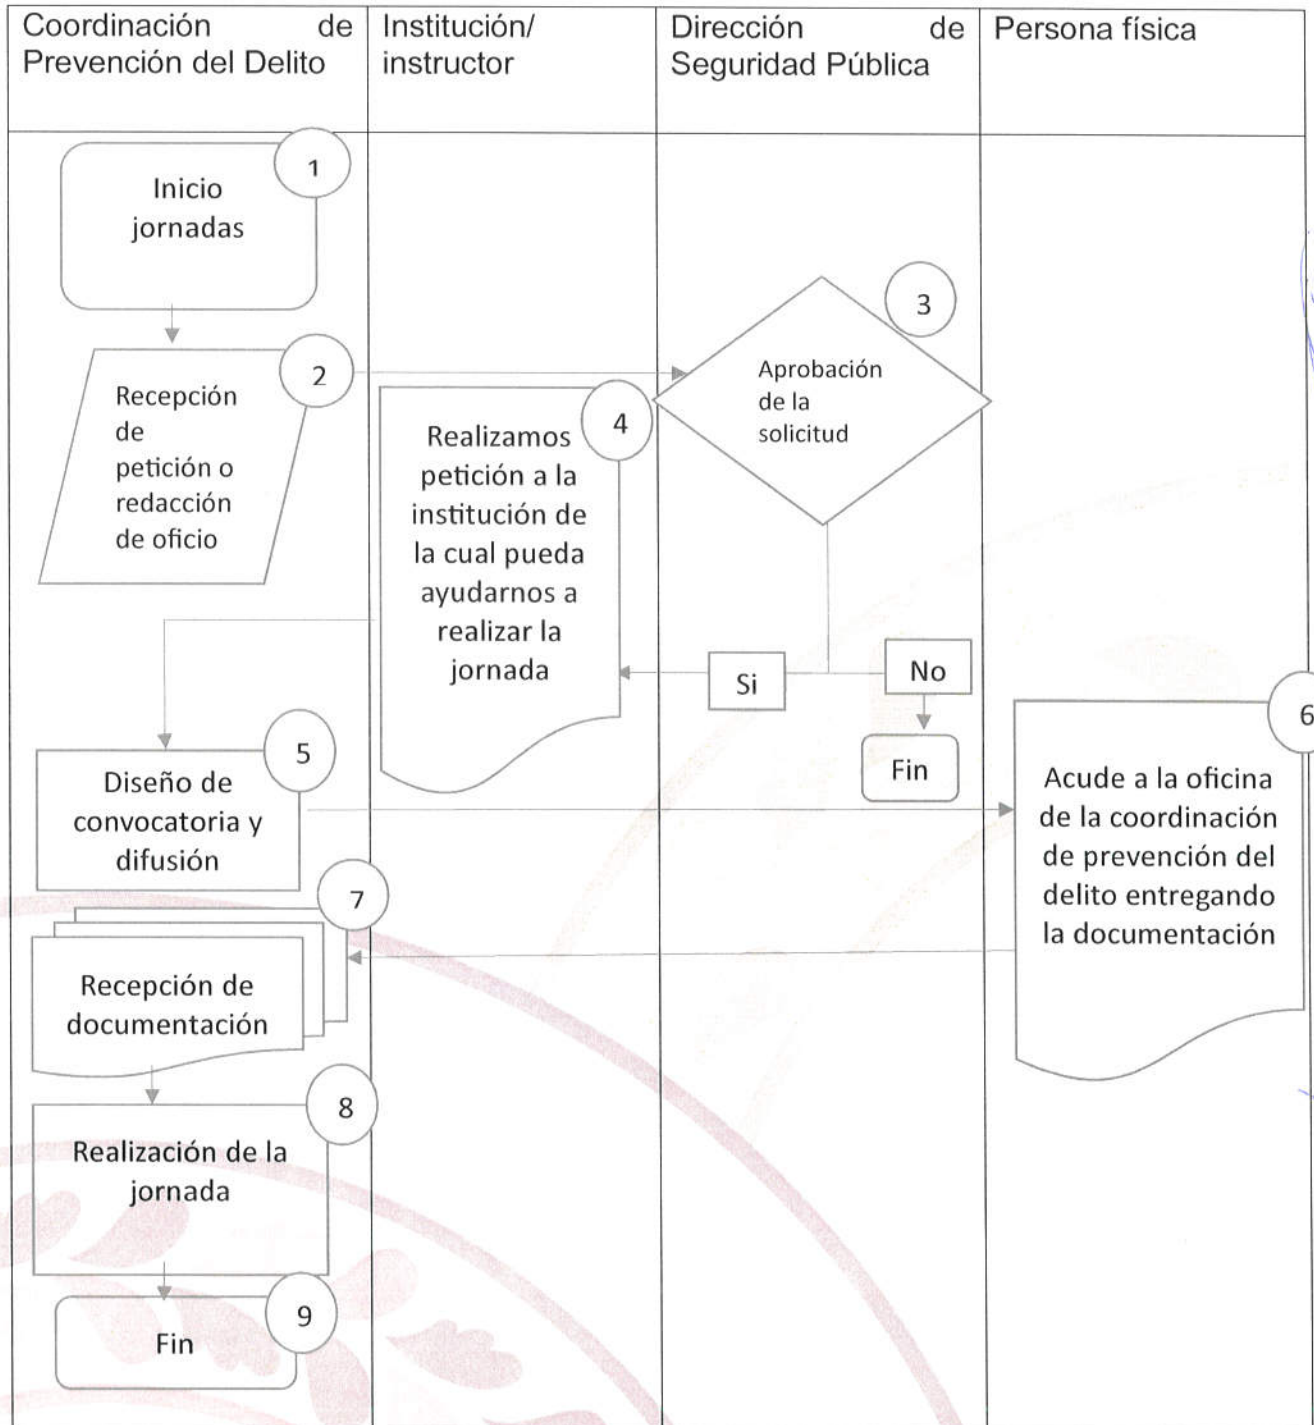 Coordinación de
Prevención del Delito
Institución/
instructor
Dirección de
Seguridad Pública
Persona física
1
Inicio
jornadas
2
Recepción
de
petición o
redacción
de oficio
3
Aprobación
de la
solicitud
4
Realizamos
petición a la
institución de
la cual pueda
ayudarnos a
realizar la
jornada
Si
No
Fin
5
Diseño de
convocatoria y
difusión
6
Acude a la oficina
de la coordinación
de prevención del
delito entregando
la documentación
7
Recepción de
documentación
8
Realización de la
jornada
9
Fin